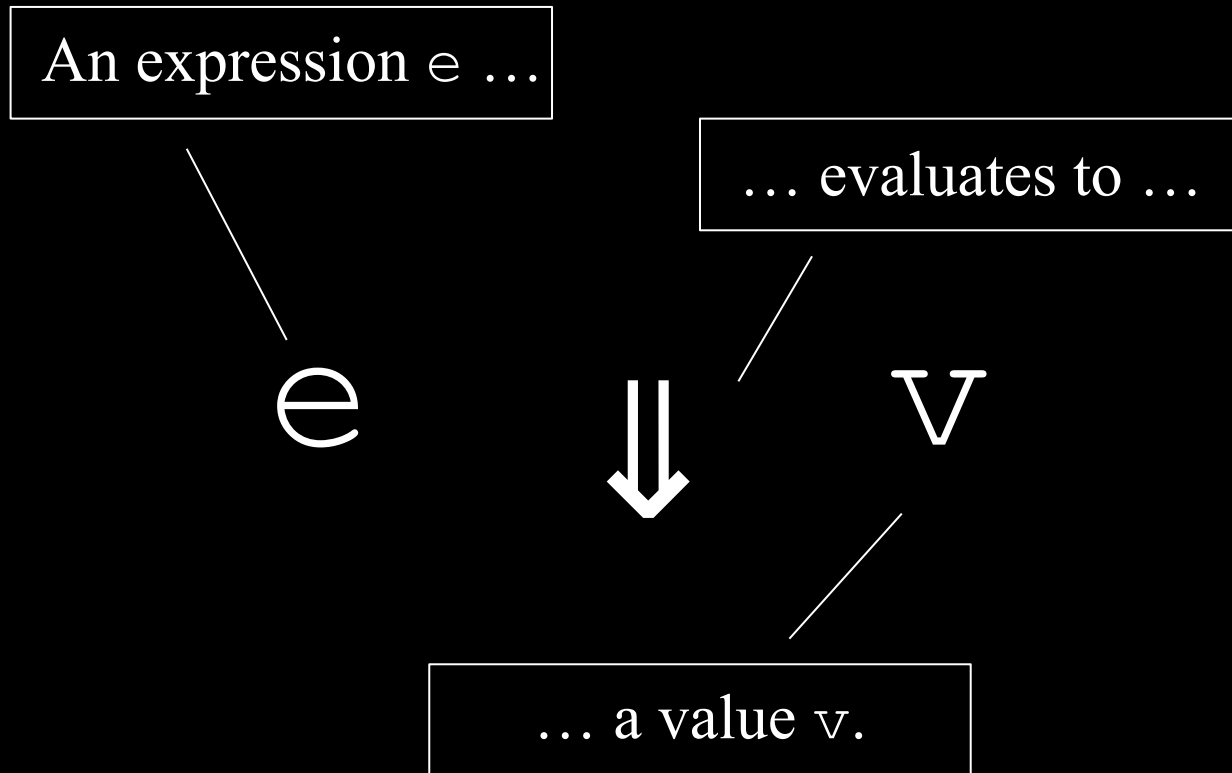 An expression e …
… evaluates to …
e ⇓ v
… a value v.